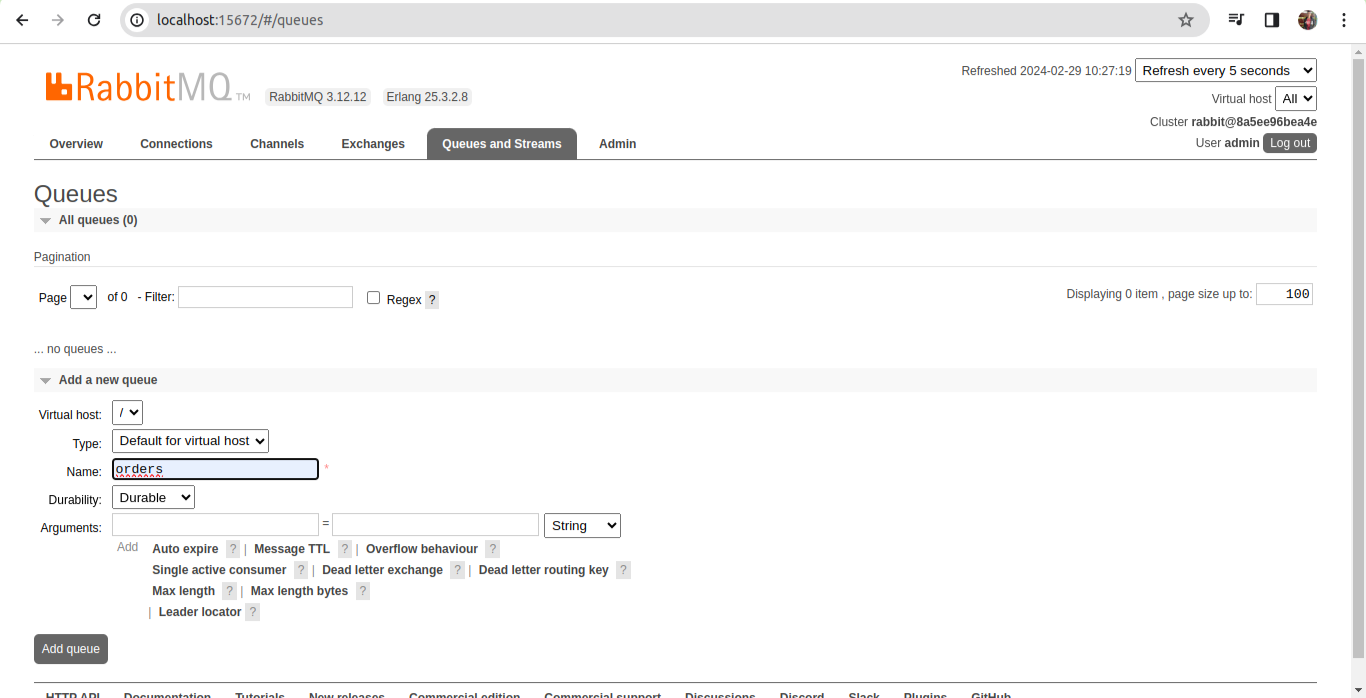 localhost:15672/#/queues
RabbitMQ TM RabbitMQ 3.12.12 Erlang 25.3.2.8
Refreshed 2024-02-29 10:27:19 Refresh every 5 seconds
Virtual host All
Cluster rabbit@8a5ee96bea4e
User admin Log out
Overview Connections Channels Exchanges Queues and Streams Admin
Queues
All queues (0)
Pagination
Page of 0 - Filter: Regex ? Displaying 0 item , page size up to: 100
... no queues ...
Add a new queue
Virtual host: /
Type: Default for virtual host
Name: orders *
Durability: Durable
Arguments: = String
Add Auto expire ? | Message TTL ? | Overflow behaviour ?
Single active consumer ? | Dead letter exchange ? | Dead letter routing key ?
Max length ? | Max length bytes ?
| Leader locator ?
Add queue
HTTP API Documentation Tutorials New releases Commercial edition Commercial support Discussions Discord Slack Plugins GitHub